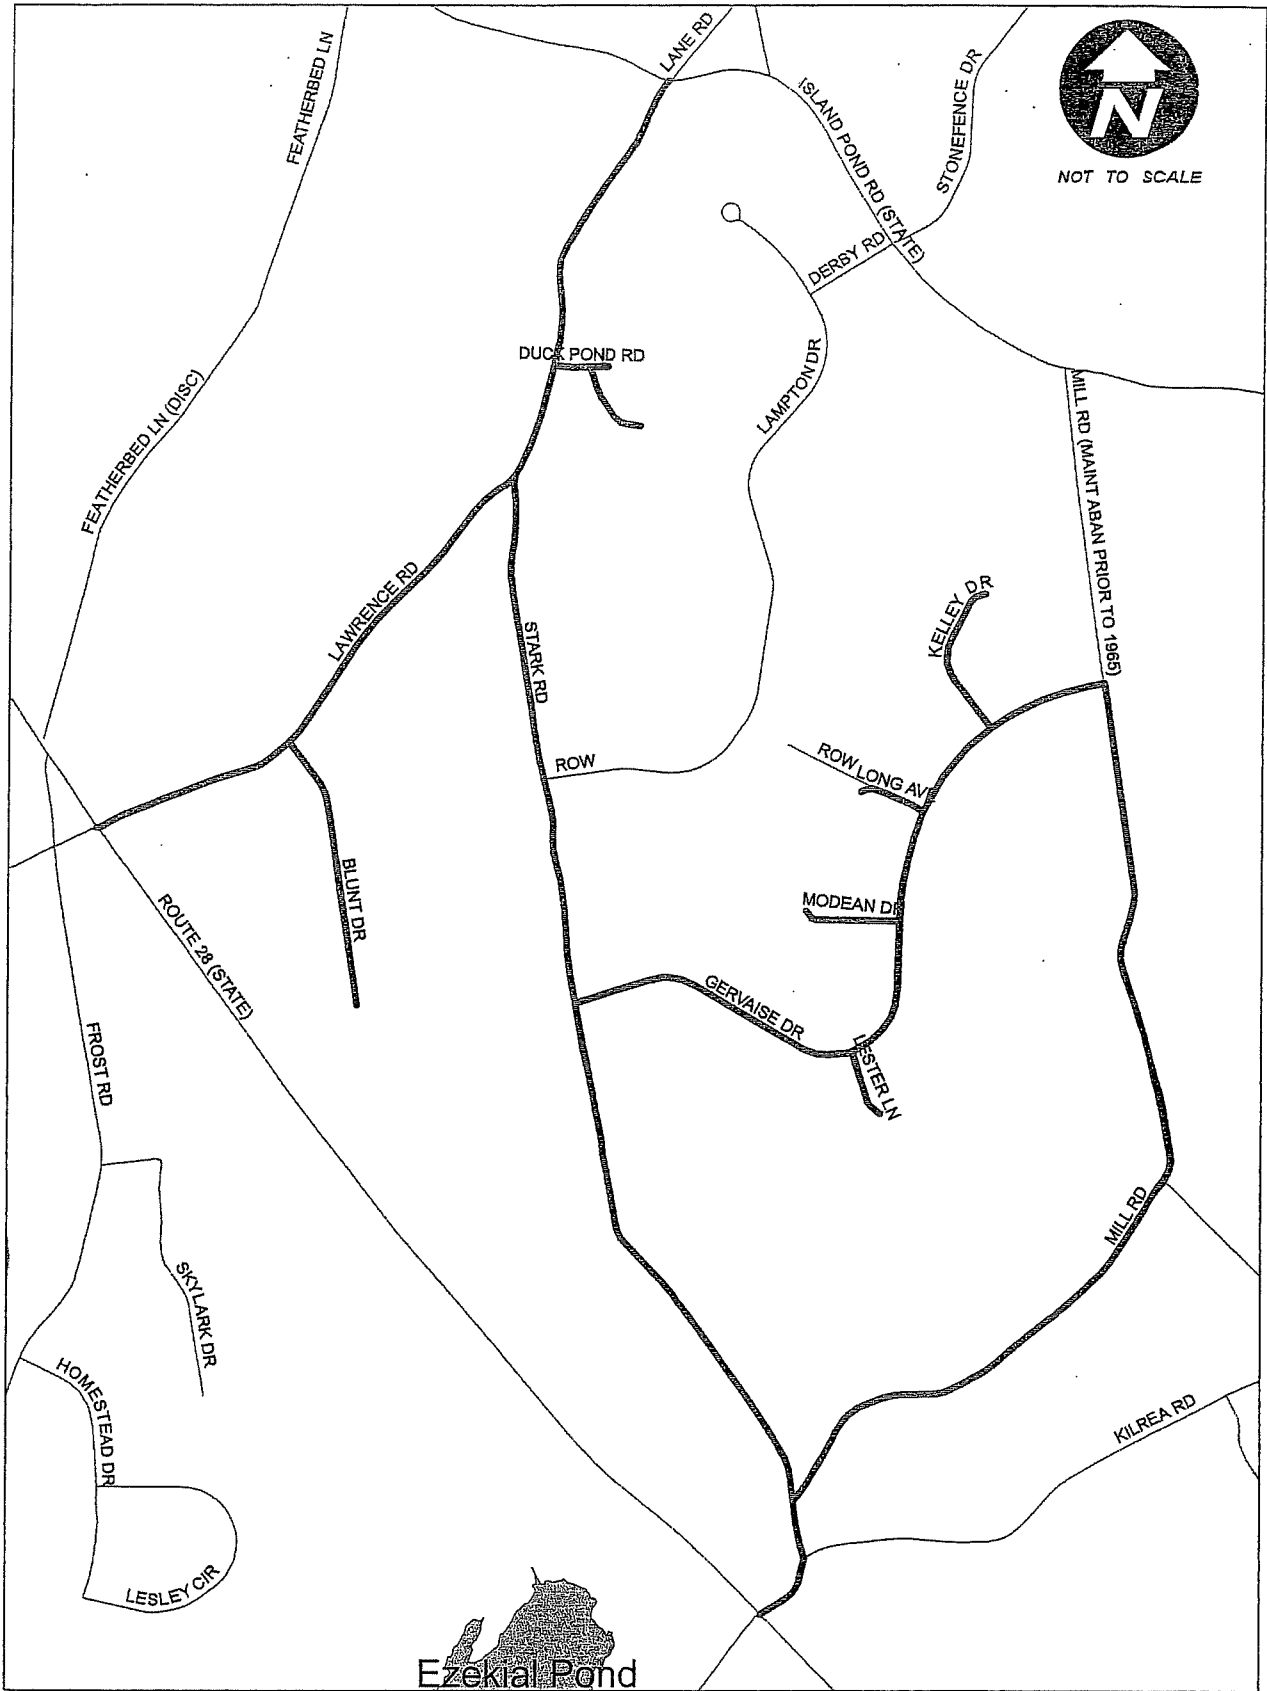 LANE RD
FEATHERBED LN
ISLAND POND RD (STATE)
STONEFENCE DR
N
NOT TO SCALE
DERBY RD
DUCK POND RD
LAMPTON DR
FEATHERBED LN (DISC)
MILL RD (MAINT ABAN PRIOR TO 1965)
LAWRENCE RD
KELLEY DR
STARK RD
ROW
ROW
LONG AV
BLUNT DR
MODEAN D
ROUTE 28 (STATE)
GERVAISE DR
FROST RD
LESTER LN
MILL RD
SKYLARK DR
HOMESTEAD DR
KILREA RD
LESLEY CIR
Ezekial Pond